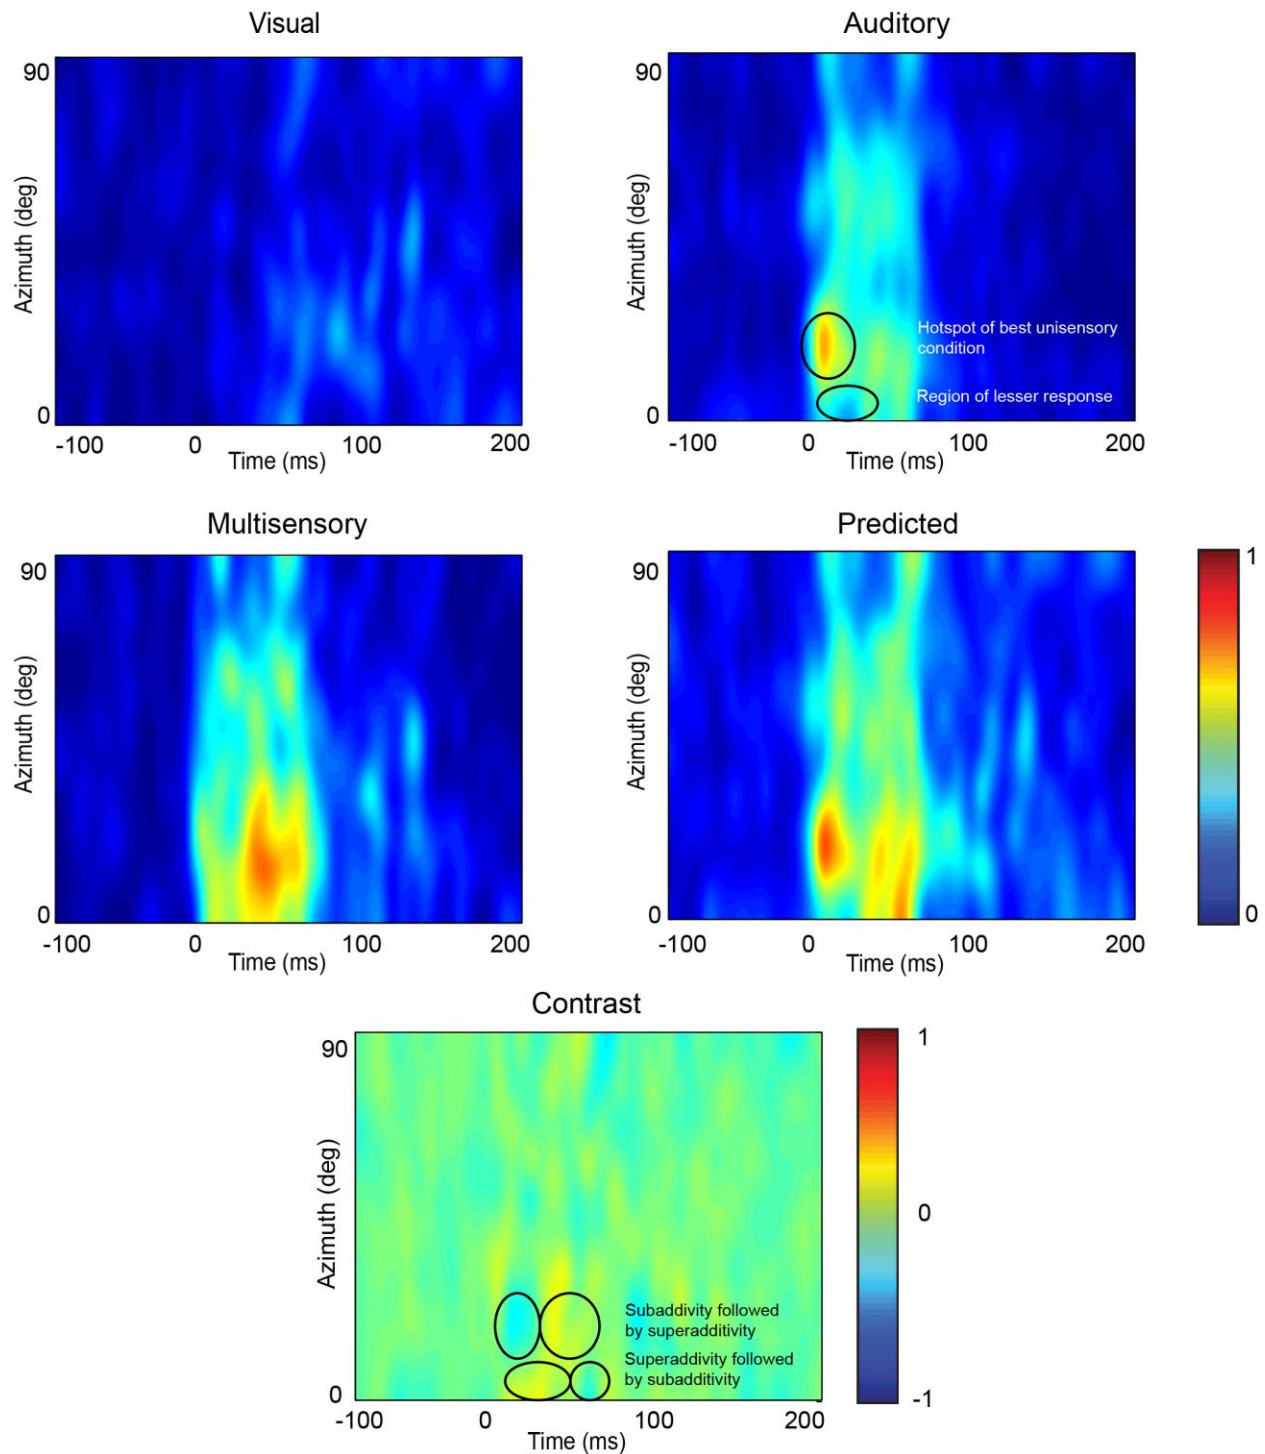 Visual
90
Azimuth (deg)
0
-100
0
100
200
Time (ms)
Auditory
90
Azimuth (deg)
0
Hotspot of best unisensory
condition
Region of lesser response
-100
0
100
200
Time (ms)
Multisensory
90
Azimuth (deg)
0
-100
0
100
200
Time (ms)
Predicted
90
Azimuth (deg)
0
-100
0
100
200
Time (ms)
1
0
Contrast
90
Azimuth (deg)
0
Subaddivity followed
by superadditivity
Superaddivity followed
by subadditivity
-100
0
100
200
Time (ms)
1
0
-1